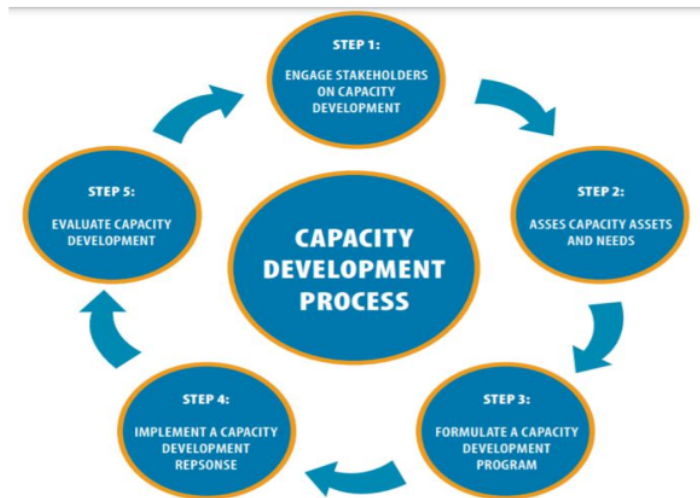 STEP 1:
ENGAGE STAKEHOLDERS
ON CAPACITY
DEVELOPMENT
STEP 2:
ASSES CAPACITY ASSETS
AND NEEDS
STEP 3:
FORMULATE A CAPACITY
DEVELOPMENT
PROGRAM
STEP 4:
IMPLEMENT A CAPACITY
DEVELOPMENT
REPSONSE
STEP 5:
EVALUATE CAPACITY
DEVELOPMENT
CAPACITY
DEVELOPMENT
PROCESS